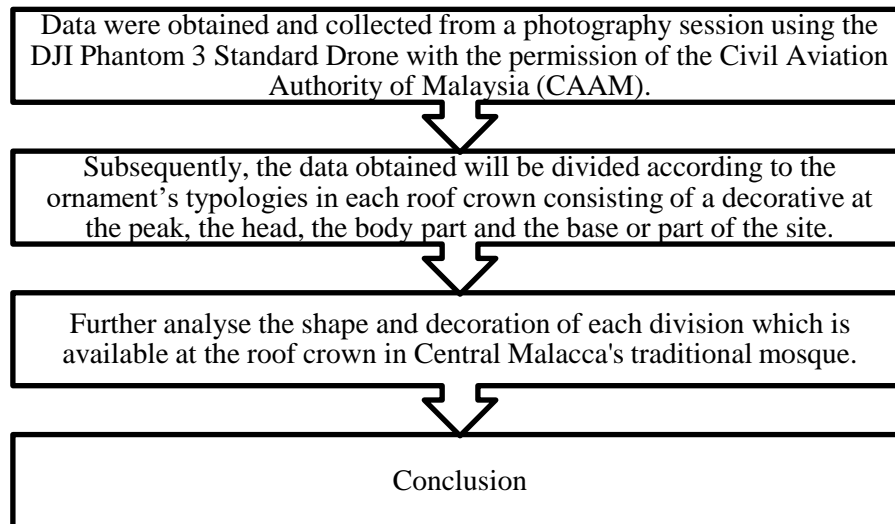 Data were obtained and collected from a photography session using the
DJI Phantom 3 Standard Drone with the permission of the Civil Aviation
Authority of Malaysia (CAAM).
Subsequently, the data obtained will be divided according to the
ornament's typologies in each roof crown consisting of a decorative at
the peak, the head, the body part and the base or part of the site.
Further analyse the shape and decoration of each division which is
available at the roof crown in Central Malacca's traditional mosque.
Conclusion